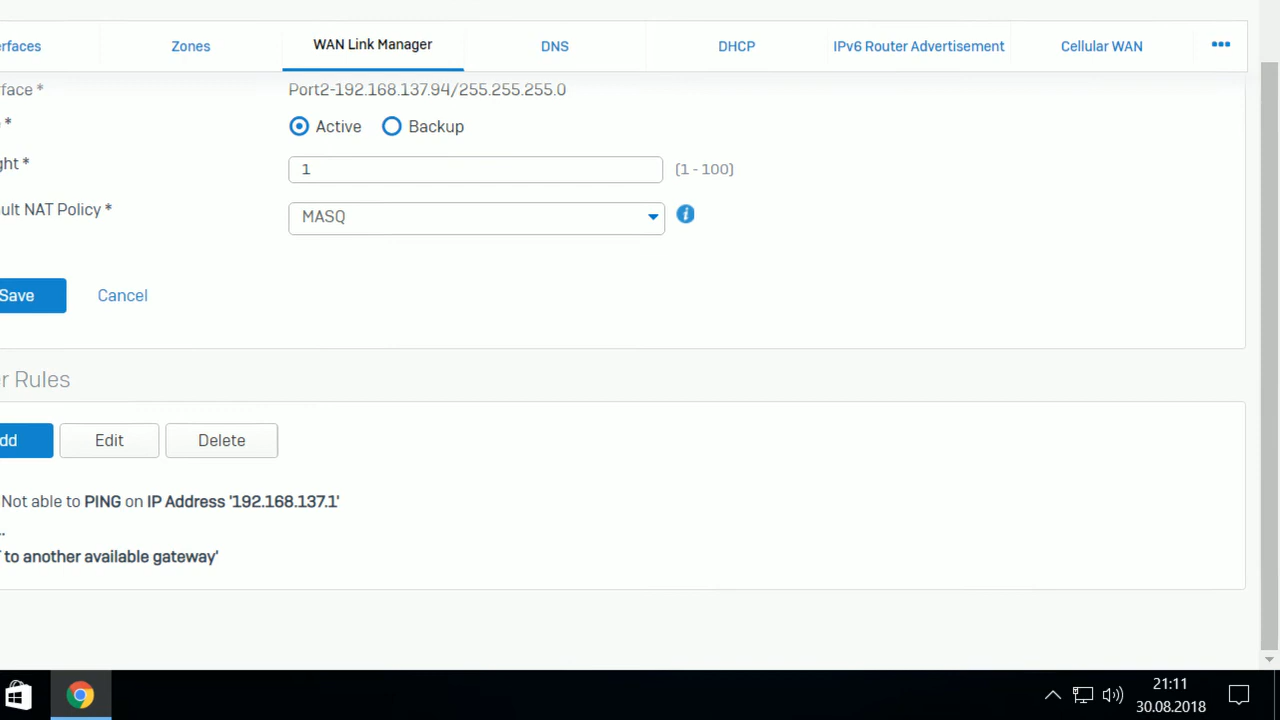 erfaces Zones WAN Link Manager DNS DHCP IPv6 Router Advertisement Cellular WAN •••
rface * Port2-192.168.137.94/255.255.255.0
* Active Backup
ght * 1 (1 - 100)
ult NAT Policy * MASQ
Save Cancel
r Rules
dd Edit Delete
Not able to PING on IP Address '192.168.137.1'
..
' to another available gateway'
21:11
30.08.2018